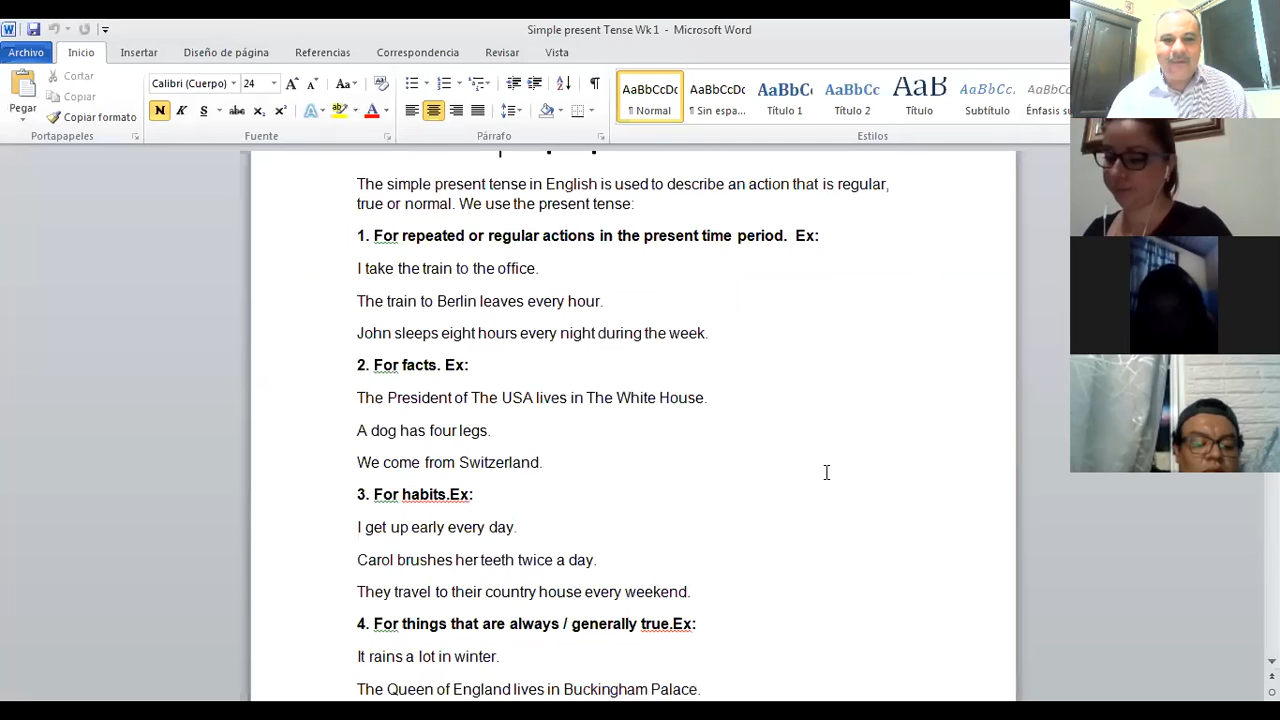 Simple present Tense Wk 1 - Microsoft Word
Archivo Inicio Insertar Diseño de página Referencias Correspondencia Revisar Vista
Pegar
Cortar
Copiar
Copiar formato
Portapapeles
Calibri (Cuerpo) 24
Fuente
Párrafo
AaBbCcDc AaBbCcDc AaBbC AaBbCc AaB AaBbCc. AaBbCc
¶ Normal ¶ Sin espa... Título 1 Título 2 Título Subtítulo Énfasis su
Estilos
The simple present tense in English is used to describe an action that is regular,
true or normal. We use the present tense:
1. For repeated or regular actions in the present time period. Ex:
I take the train to the office.
The train to Berlin leaves every hour.
John sleeps eight hours every night during the week.
2. For facts. Ex:
The President of The USA lives in The White House.
A dog has four legs.
We come from Switzerland.
3. For habits.Ex:
I get up early every day.
Carol brushes her teeth twice a day.
They travel to their country house every weekend.
4. For things that are always / generally true.Ex:
It rains a lot in winter.
The Queen of England lives in Buckingham Palace.